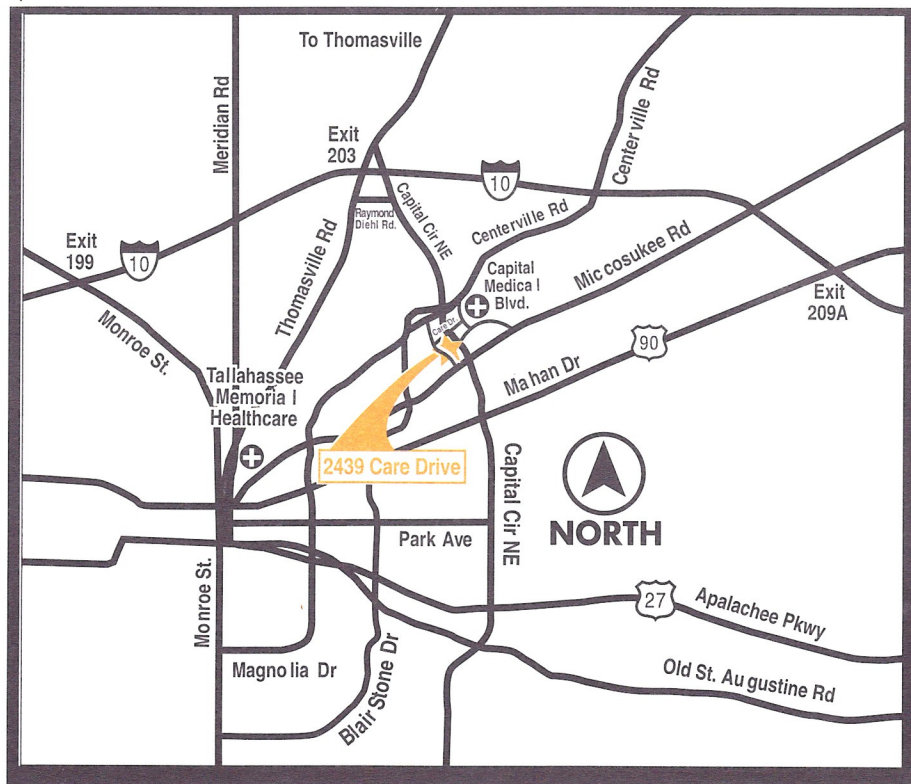 To Thomasville
Meridian Rd
Centerville Rd
Exit
203
10
Capital Cir NE
Raymond
Diehl Rd.
Thomasville Rd
Centerville Rd
Exit
199
10
Capital
Medical
Blvd.
Miccosukee Rd
Exit
209A
Monroe St.
Care Dr.
90
Mahan Dr
Tallahassee
Memorial
Healthcare
2439 Care Drive
Capital Cir NE
NORTH
Park Ave
Monroe St.
27
Apalachee Pkwy
Magnolia Dr
Blair Stone Dr
Old St. Augustine Rd